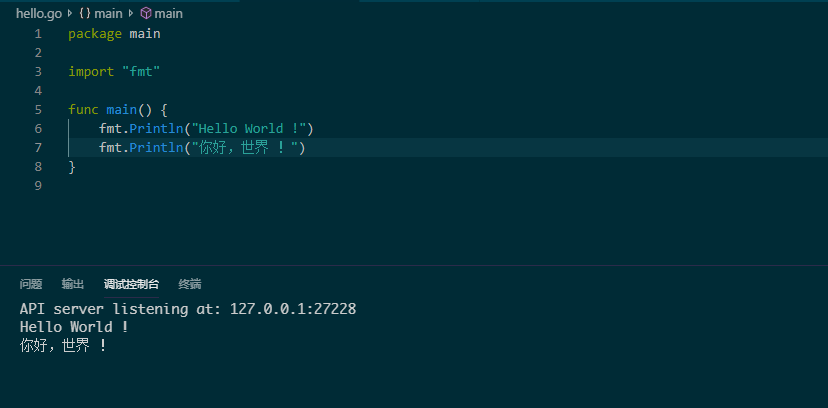 hello.go > {} main > main
1 package main
2
3 import "fmt"
4
5 func main() {
6     fmt.Println("Hello World !")
7     fmt.Println("你好，世界 ！")
8 }
9
问题 输出 调试控制台 终端
API server listening at: 127.0.0.1:27228
Hello World !
你好，世界 ！